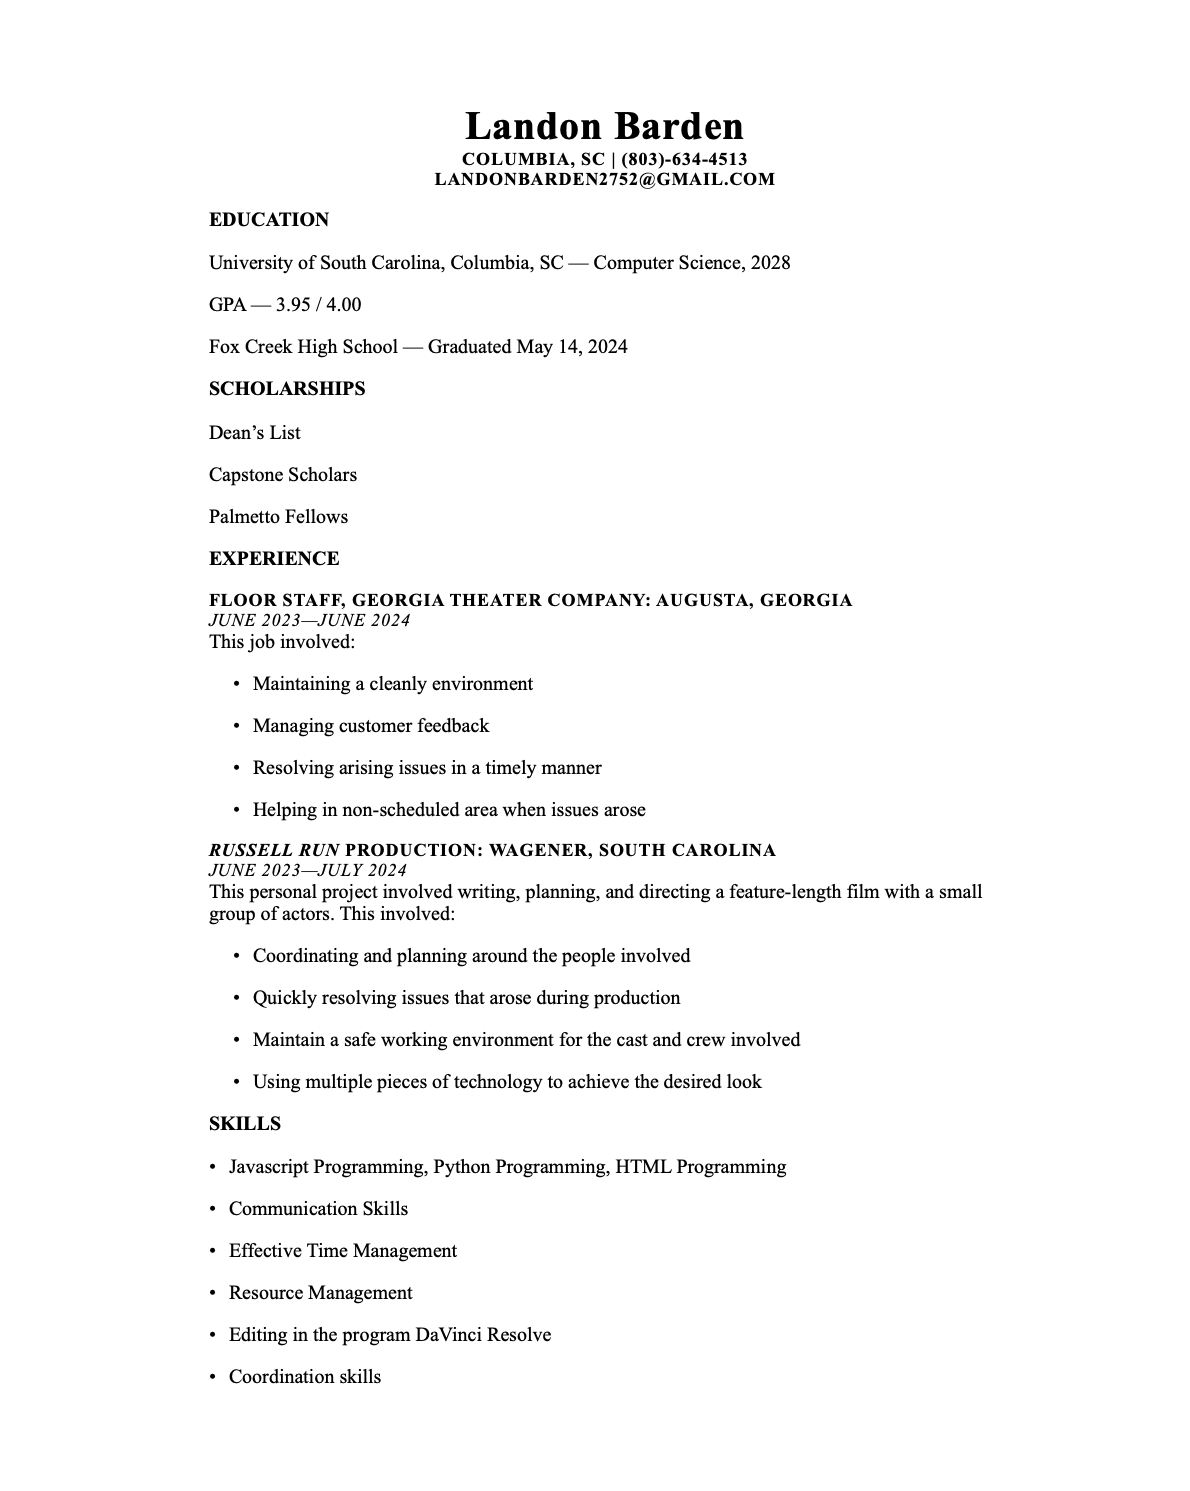 Landon Barden
COLUMBIA, SC | (803)-634-4513
LANDONBARDEN2752@GMAIL.COM
EDUCATION
University of South Carolina, Columbia, SC — Computer Science, 2028
GPA — 3.95 / 4.00
Fox Creek High School — Graduated May 14, 2024
SCHOLARSHIPS
Dean’s List
Capstone Scholars
Palmetto Fellows
EXPERIENCE
FLOOR STAFF, GEORGIA THEATER COMPANY: AUGUSTA, GEORGIA
JUNE 2023—JUNE 2024
This job involved:
• Maintaining a cleanly environment
• Managing customer feedback
• Resolving arising issues in a timely manner
• Helping in non-scheduled area when issues arose
RUSSELL RUN PRODUCTION: WAGENER, SOUTH CAROLINA
JUNE 2023—JULY 2024
This personal project involved writing, planning, and directing a feature-length film with a small
group of actors. This involved:
• Coordinating and planning around the people involved
• Quickly resolving issues that arose during production
• Maintain a safe working environment for the cast and crew involved
• Using multiple pieces of technology to achieve the desired look
SKILLS
• Javascript Programming, Python Programming, HTML Programming
• Communication Skills
• Effective Time Management
• Resource Management
• Editing in the program DaVinci Resolve
• Coordination skills